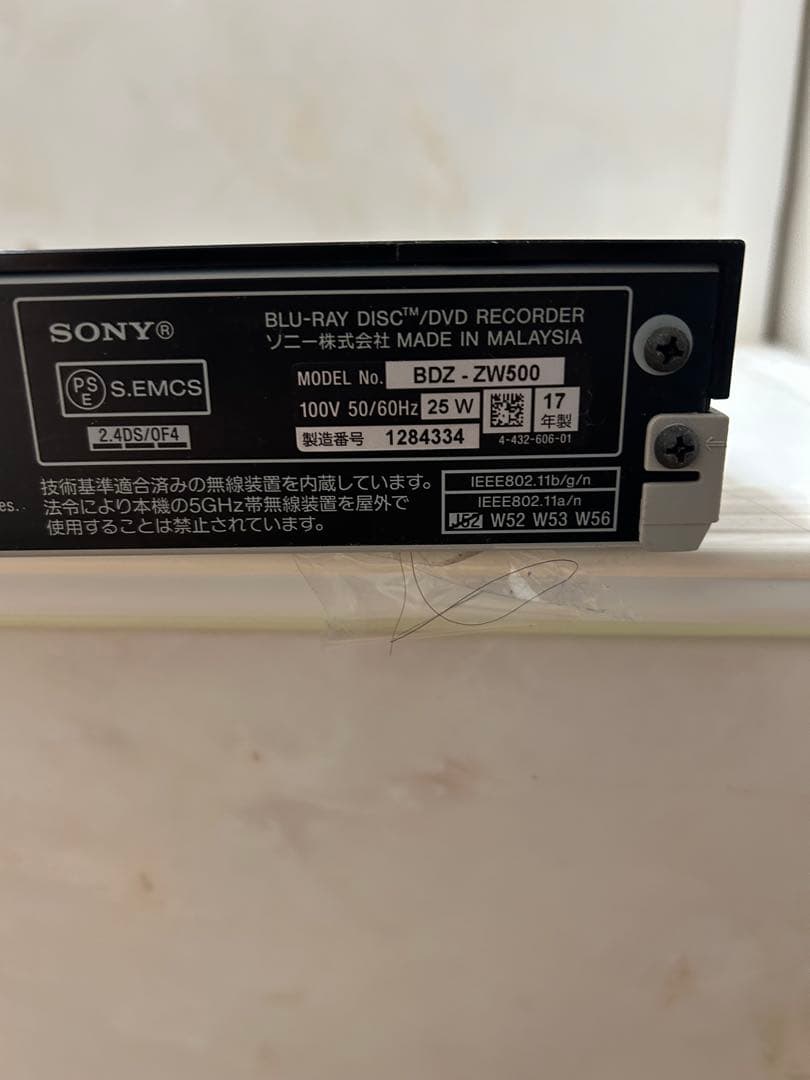 SONY®
BLU-RAY DISC™/DVD RECORDER
ソニー株式会社 MADE IN MALAYSIA
PS
E
S.EMCS
MODEL No. BDZ-ZW500
100V 50/60Hz 25 W
17
年製
2.4DS/OF4
製造番号 1284334
4-432-606-01
es.
技術基準適合済みの無線装置を内蔵しています。
法令により本機の5GHz帯無線装置を屋外で
使用することは禁止されています。
IEEE802.11b/g/n
IEEE802.11a/n
J52 W52 W53 W56